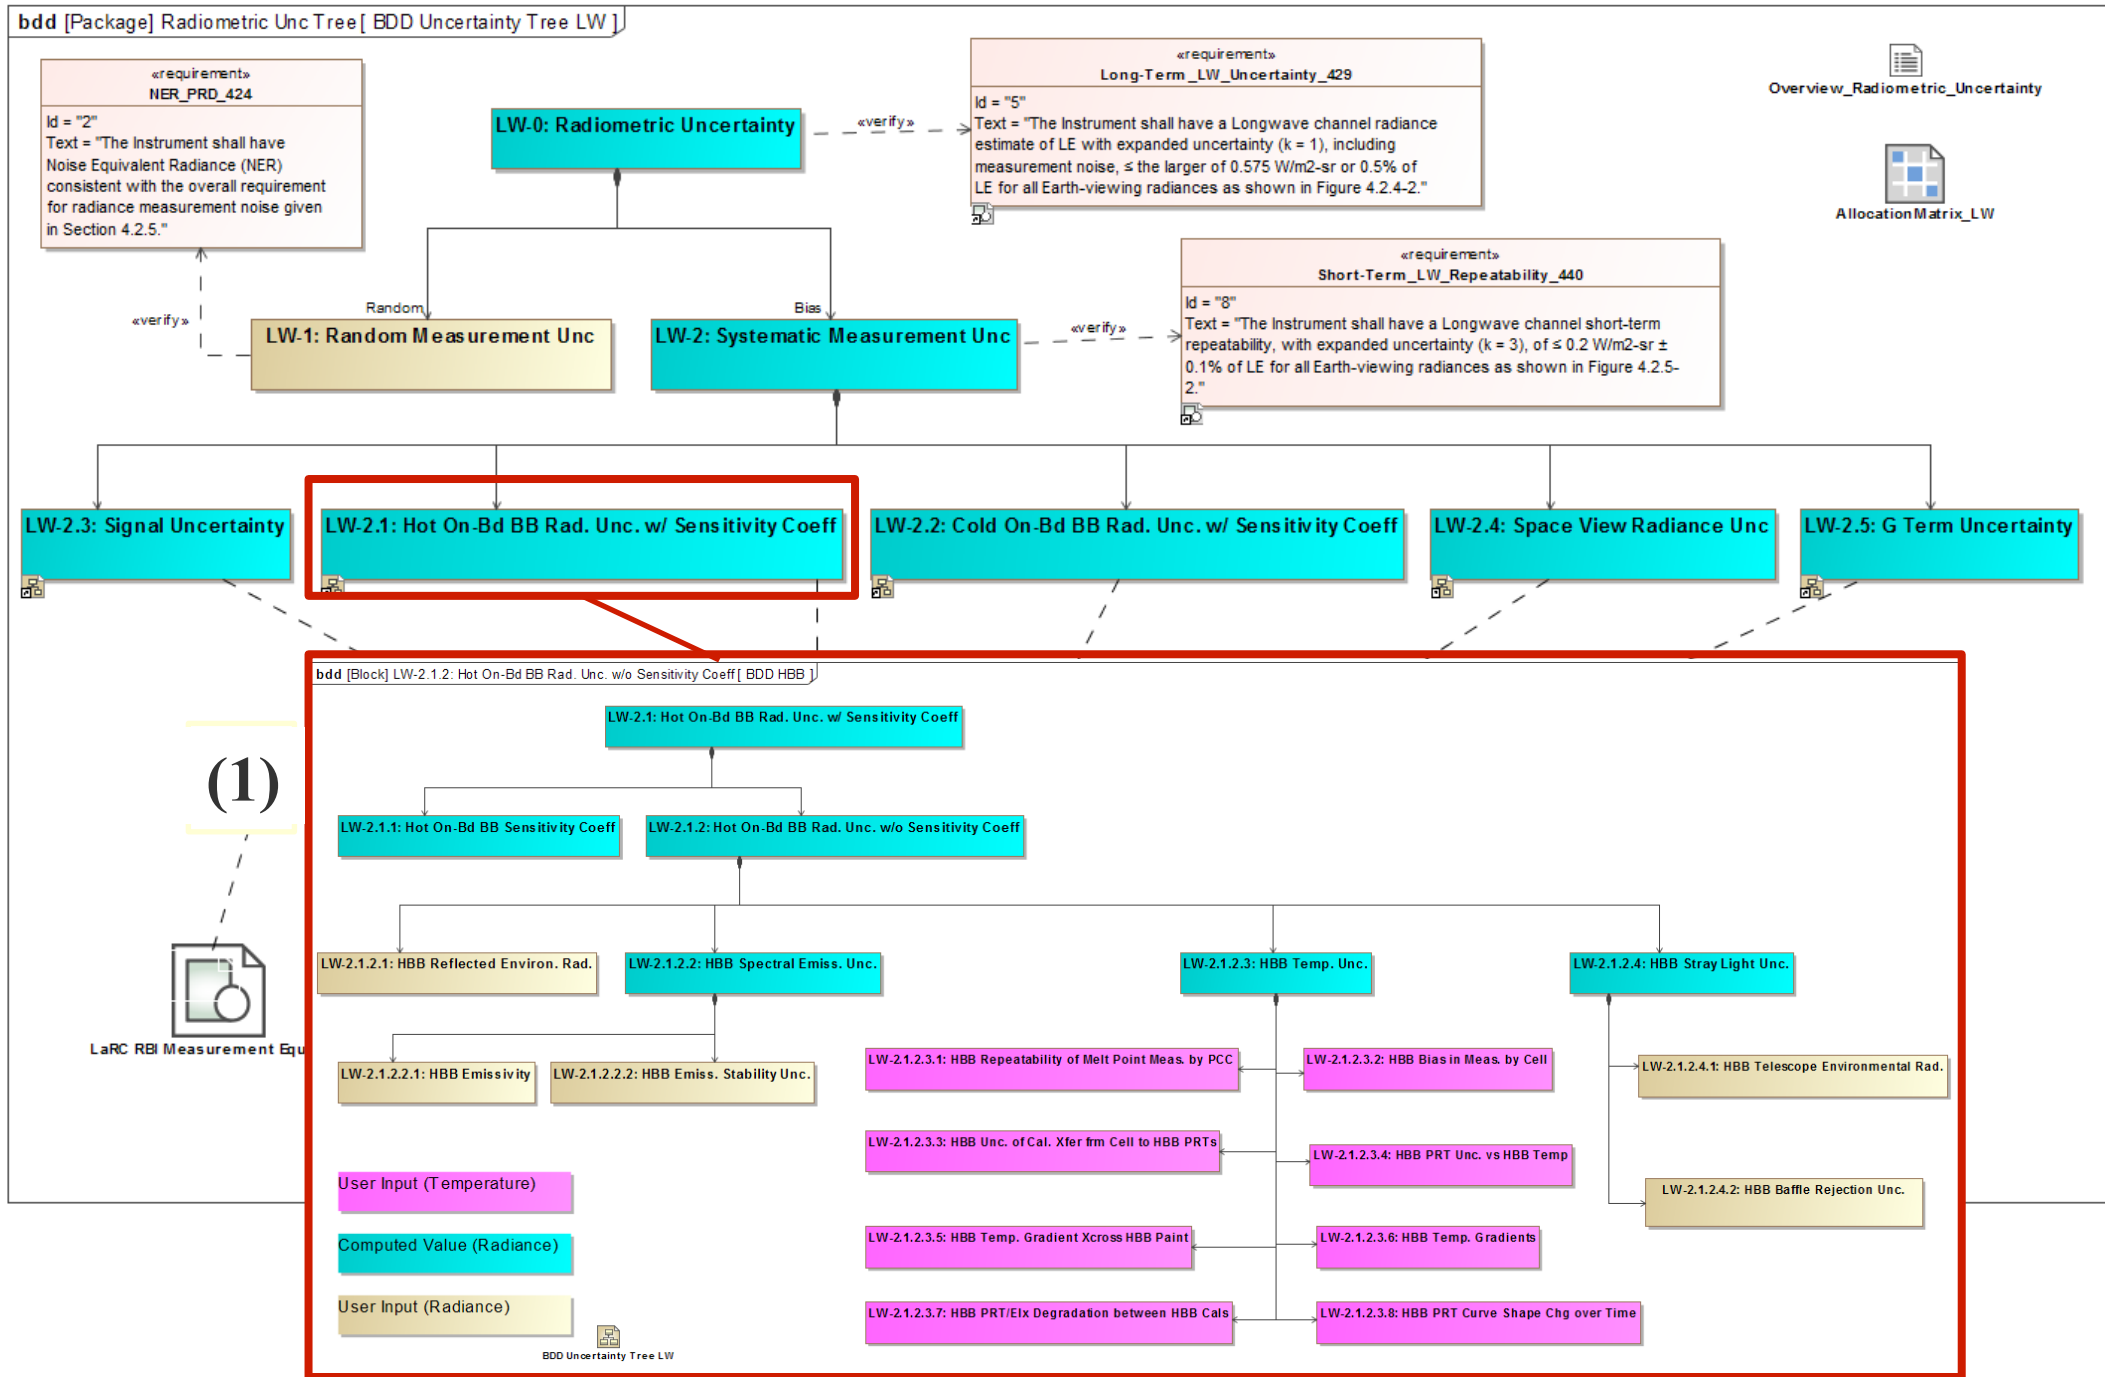 bdd [Package] Radiometric Unc Tree [ BDD Uncertainty Tree LW ]
«requirement»
NER_PRD_424
Id = "2"
Text = "The Instrument shall have
Noise Equivalent Radiance (NER)
consistent with the overall requirement
for radiance measurement noise given
in Section 4.2.5."
LW-0: Radiometric Uncertainty
«verify»
«requirement»
Long-Term_LW_Uncertainty_429
Id = "5"
Text = "The Instrument shall have a Longwave channel radiance
estimate of LE with expanded uncertainty (k = 1), including
measurement noise, ≤ the larger of 0.575 W/m2-sr or 0.5% of
LE for all Earth-viewing radiances as shown in Figure 4.2.4-2."
Overview_Radiometric_Uncertainty
AllocationMatrix_LW
«verify»
Random
LW-1: Random Measurement Unc
Bias
LW-2: Systematic Measurement Unc
«verify»
«requirement»
Short-Term_LW_Repeatability_440
Id = "8"
Text = "The Instrument shall have a Longwave channel short-term
repeatability, with expanded uncertainty (k = 3), of ≤ 0.2 W/m2-sr ±
0.1% of LE for all Earth-viewing radiances as shown in Figure 4.2.5-
2."
LW-2.3: Signal Uncertainty
LW-2.1: Hot On-Bd BB Rad. Unc. w/ Sensitivity Coeff
LW-2.2: Cold On-Bd BB Rad. Unc. w/ Sensitivity Coeff
LW-2.4: Space View Radiance Unc
LW-2.5: G Term Uncertainty
bdd [Block] LW-2.1.2: Hot On-Bd BB Rad. Unc. w/o Sensitivity Coeff [ BDD HBB ]
LW-2.1: Hot On-Bd BB Rad. Unc. w/ Sensitivity Coeff
(1)
LW-2.1.1: Hot On-Bd BB Sensitivity Coeff
LW-2.1.2: Hot On-Bd BB Rad. Unc. w/o Sensitivity Coeff
LW-2.1.2.1: HBB Reflected Environ. Rad.
LW-2.1.2.2: HBB Spectral Emiss. Unc.
LW-2.1.2.3: HBB Temp. Unc.
LW-2.1.2.4: HBB Stray Light Unc.
LaRC RBI Measurement Equ
LW-2.1.2.2.1: HBB Emissivity
LW-2.1.2.2.2: HBB Emiss. Stability Unc.
LW-2.1.2.3.1: HBB Repeatability of Melt Point Meas. by PCC
LW-2.1.2.3.2: HBB Bias in Meas. by Cell
LW-2.1.2.4.1: HBB Telescope Environmental Rad.
LW-2.1.2.3.3: HBB Unc. of Cal. Xfer frm Cell to HBB PRTs
LW-2.1.2.3.4: HBB PRT Unc. vs HBB Temp
LW-2.1.2.4.2: HBB Baffle Rejection Unc.
User Input (Temperature)
Computed Value (Radiance)
User Input (Radiance)
LW-2.1.2.3.5: HBB Temp. Gradient Xcross HBB Paint
LW-2.1.2.3.6: HBB Temp. Gradients
LW-2.1.2.3.7: HBB PRT/Elx Degradation between HBB Cals
LW-2.1.2.3.8: HBB PRT Curve Shape Chg over Time
BDD Uncertainty Tree LW